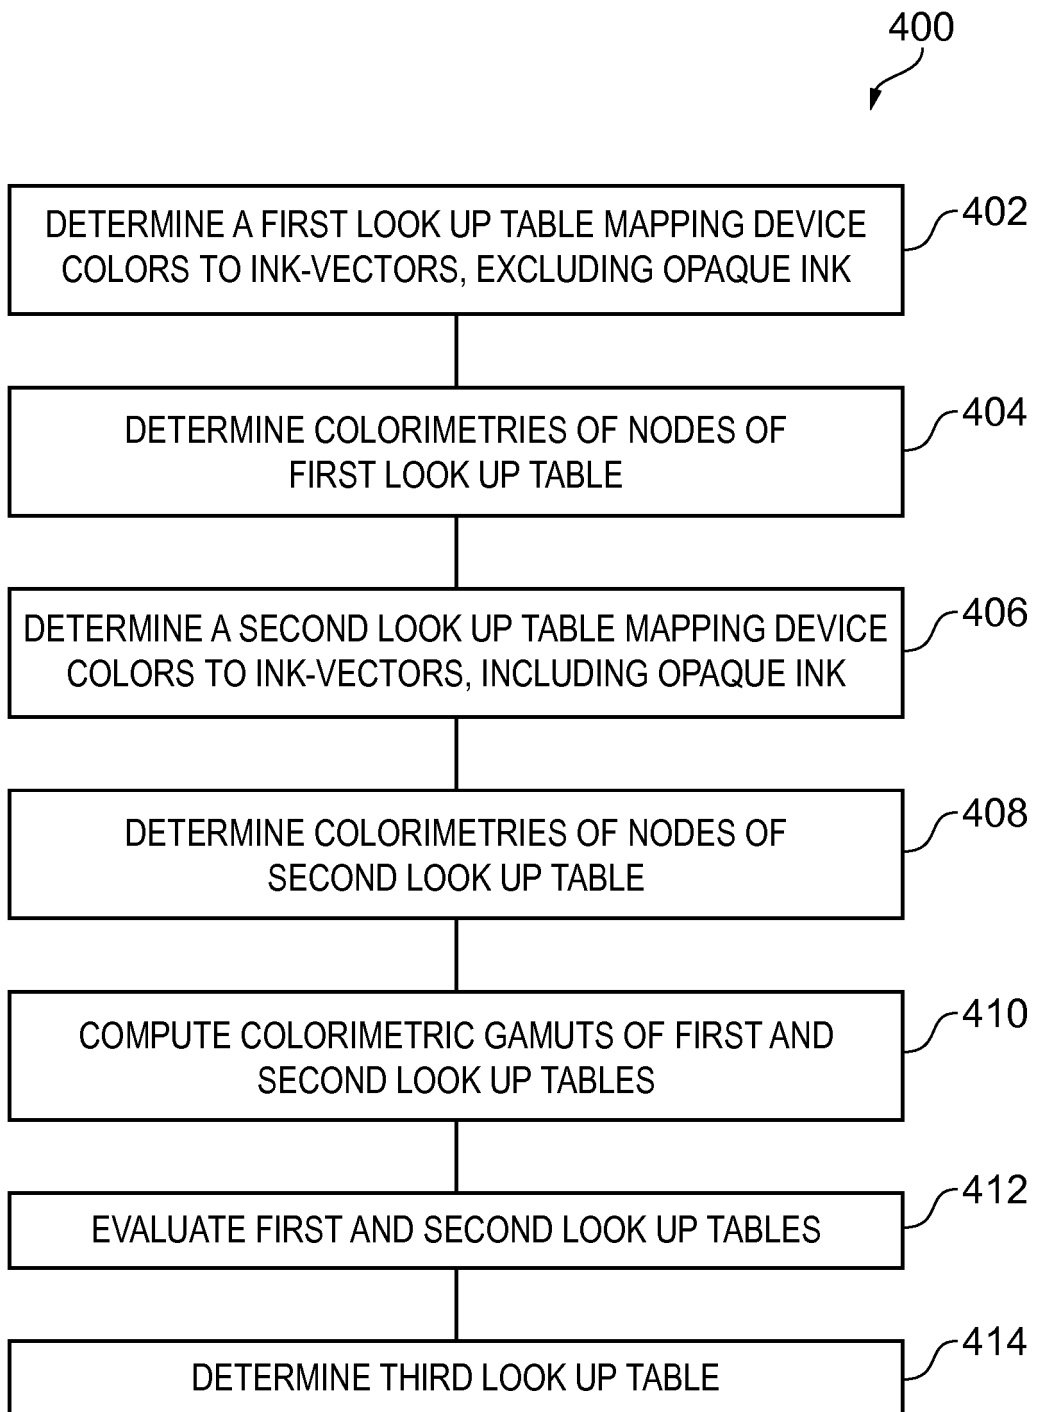 400
DETERMINE A FIRST LOOK UP TABLE MAPPING DEVICE
COLORS TO INK-VECTORS, EXCLUDING OPAQUE INK
402
DETERMINE COLORIMETRIES OF NODES OF
FIRST LOOK UP TABLE
404
DETERMINE A SECOND LOOK UP TABLE MAPPING DEVICE
COLORS TO INK-VECTORS, INCLUDING OPAQUE INK
406
DETERMINE COLORIMETRIES OF NODES OF
SECOND LOOK UP TABLE
408
COMPUTE COLORIMETRIC GAMUTS OF FIRST AND
SECOND LOOK UP TABLES
410
EVALUATE FIRST AND SECOND LOOK UP TABLES
412
DETERMINE THIRD LOOK UP TABLE
414